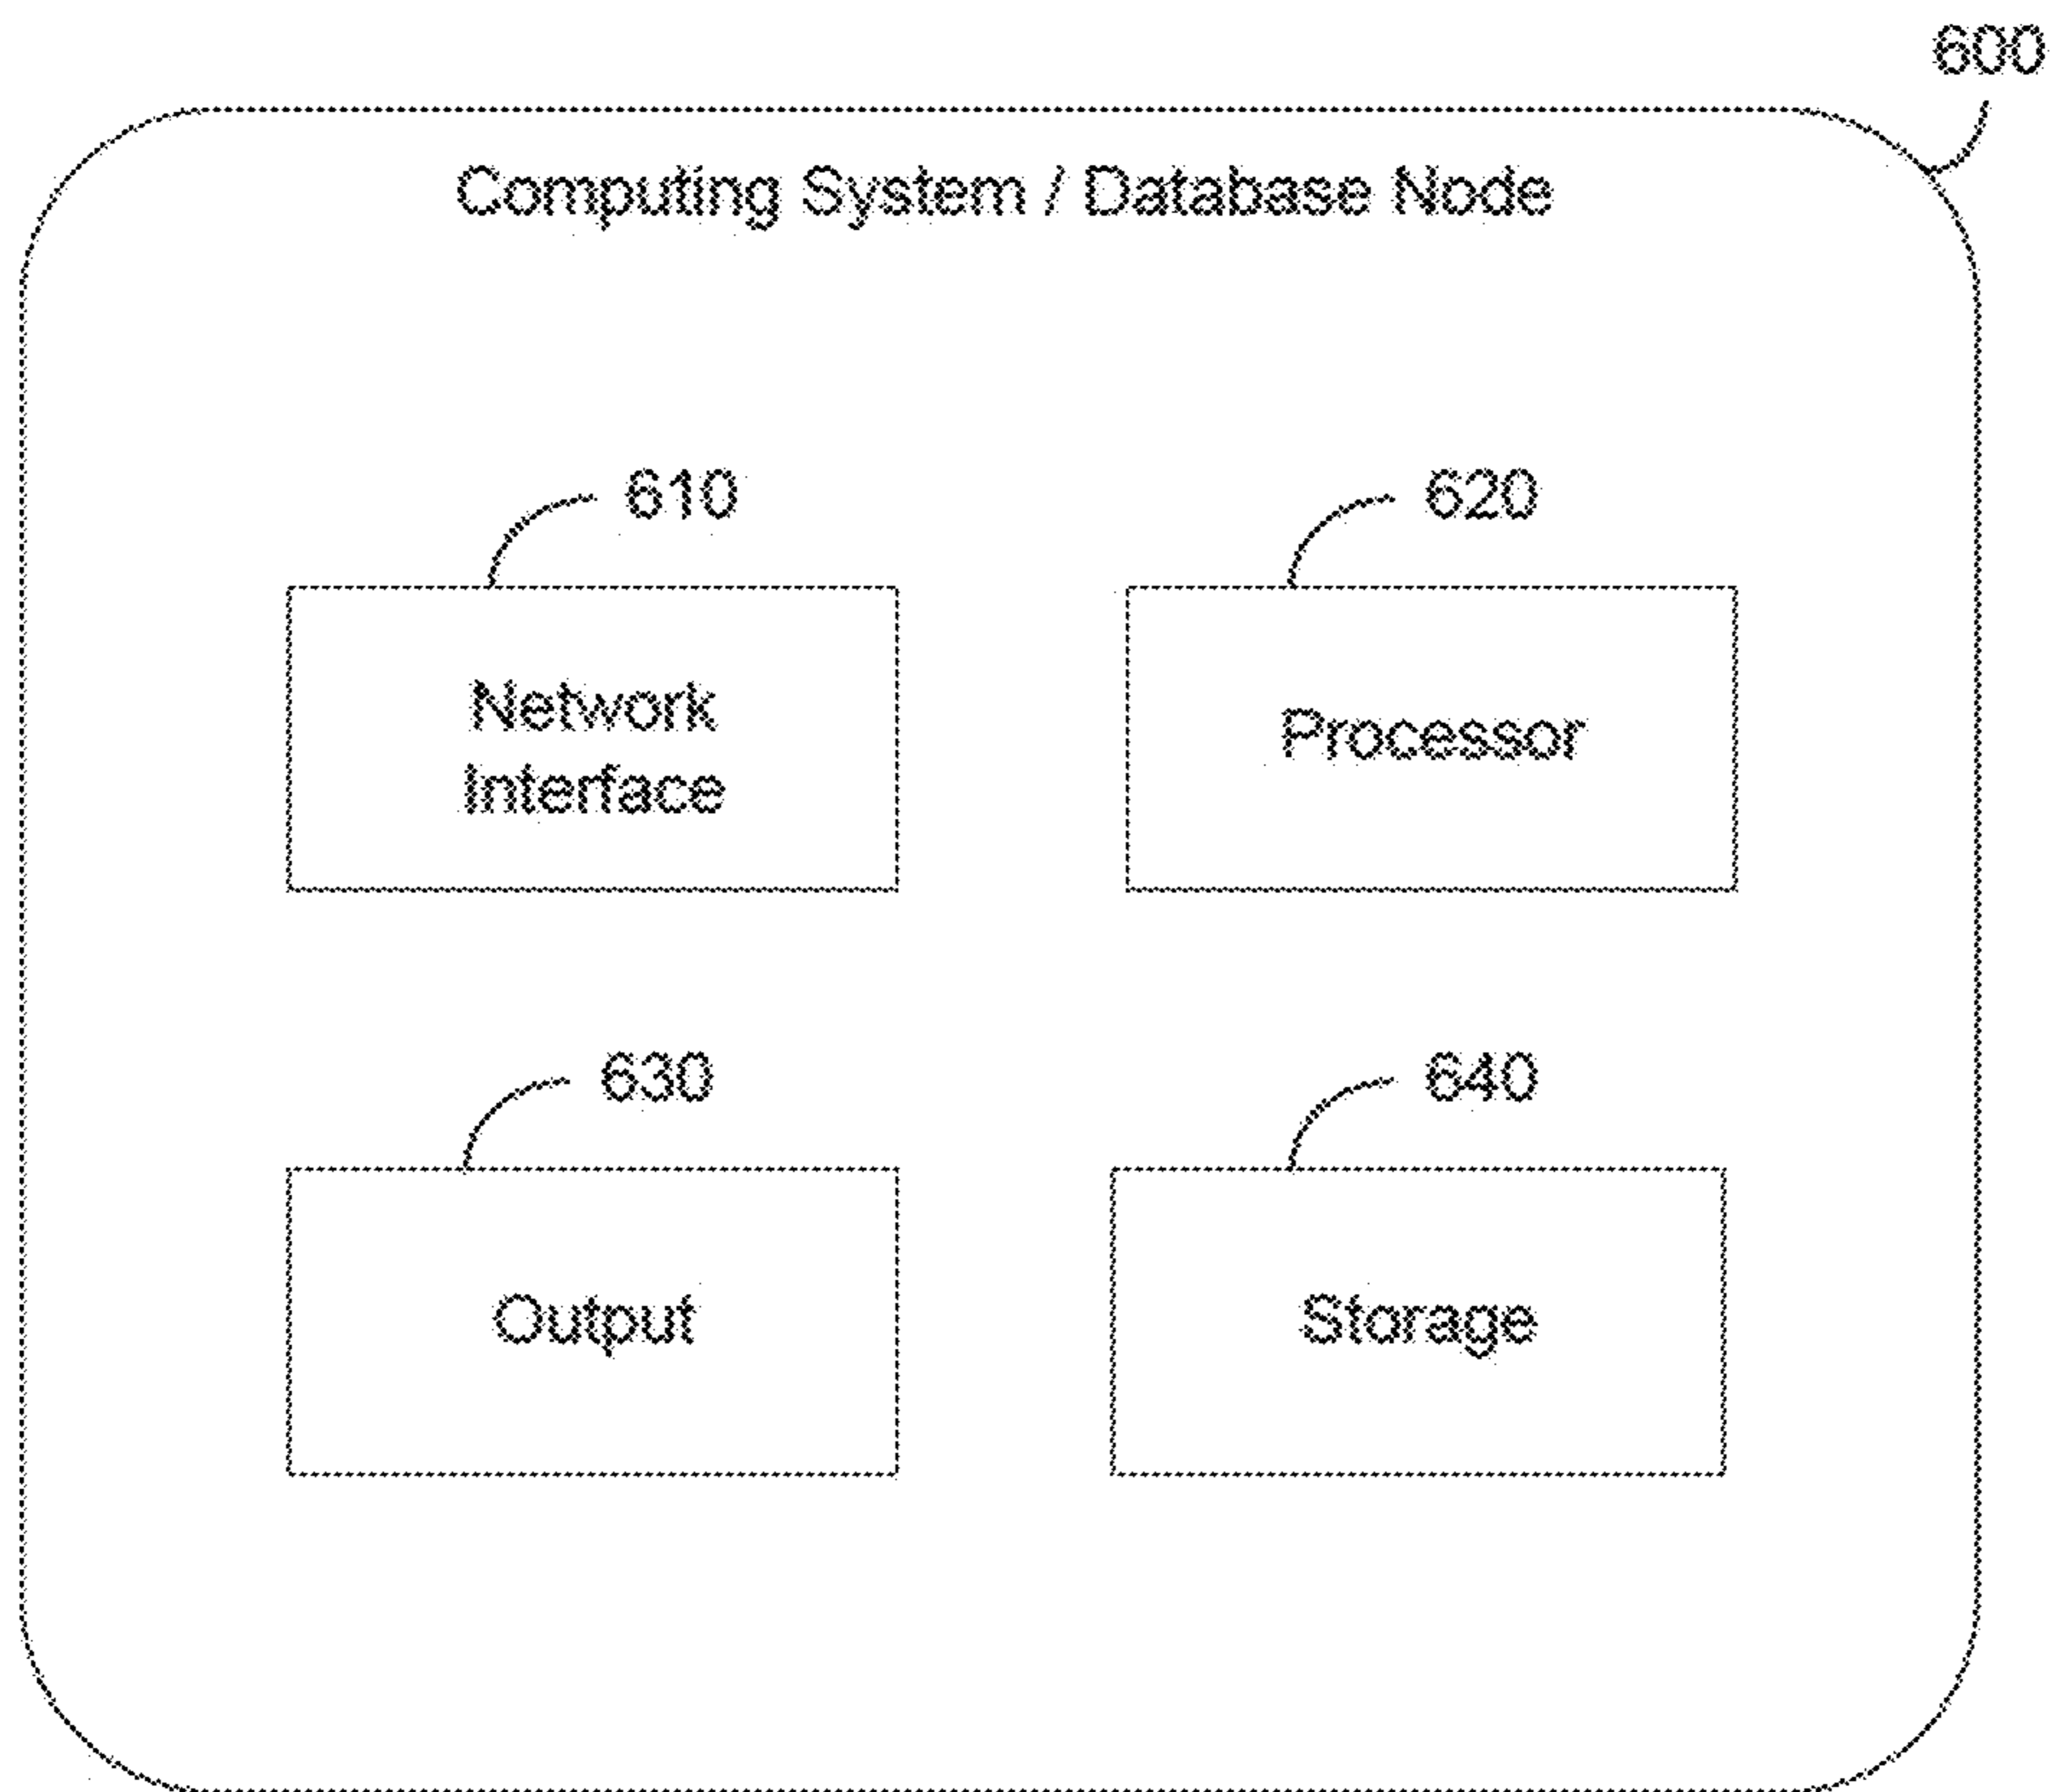 600
Computing System / Database Node
610
620
Network
Interface
Processor
630
640
Output
Storage